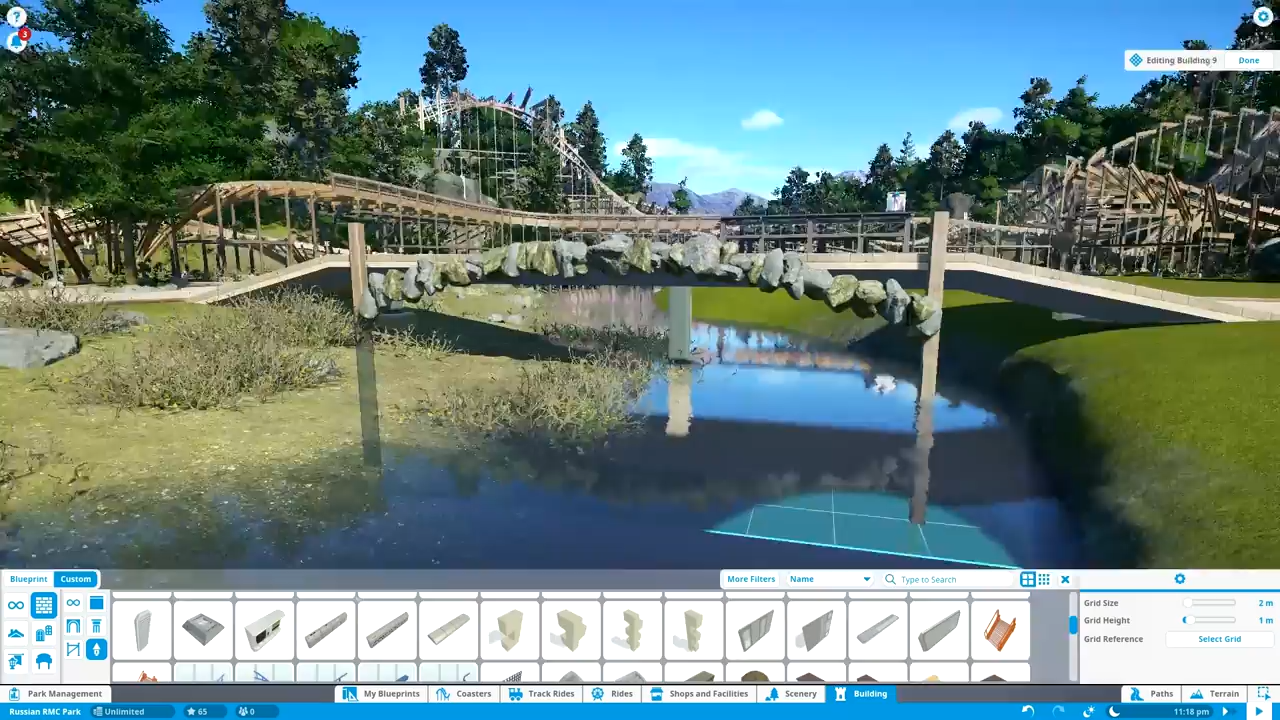 ?
3
Editing Building 9 Done
Blueprint Custom
More Filters Name Type to Search
Grid Size 2 m
Grid Height 1 m
Grid Reference Select Grid
Park Management My Blueprints Coasters Track Rides Rides Shops and Facilities Scenery Building Paths Terrain
Russian RMC Park Unlimited 65 0 11:18 pm